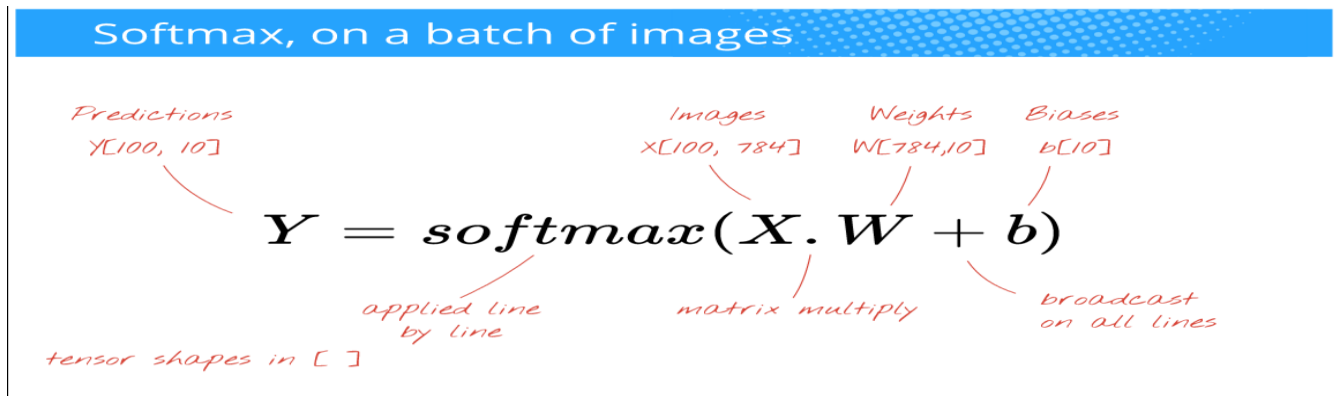 Softmax, on a batch of images
Predictions
Y[100, 10]
Images
X[100, 784]
Weights
W[784,10]
Biases
b[10]
Y = softmax(X.W + b)
applied line
by line
matrix multiply
broadcast
on all lines
tensor shapes in [ ]